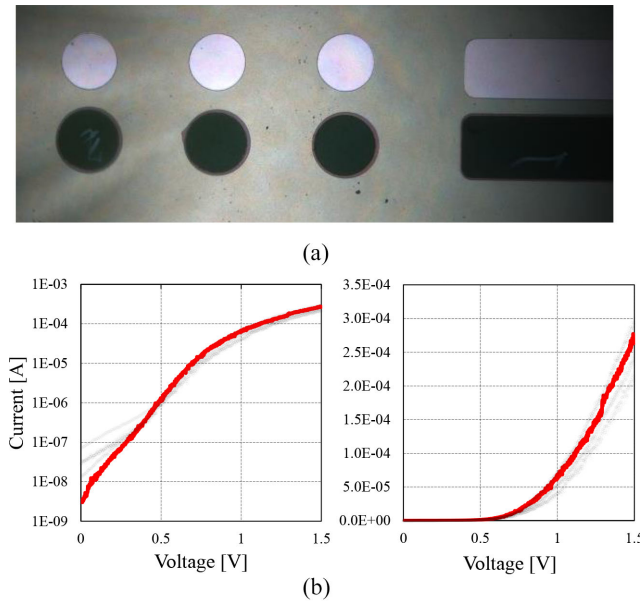 (a)
1E-03
1E-04
1E-05
1E-06
1E-07
1E-08
1E-09
Current [A]
0
0.5
1
1.5
Voltage [V]
3.5E-04
3.0E-04
2.5E-04
2.0E-04
1.5E-04
1.0E-04
5.0E-05
0.0E+00
0
0.5
1
1.5
Voltage [V]
(b)